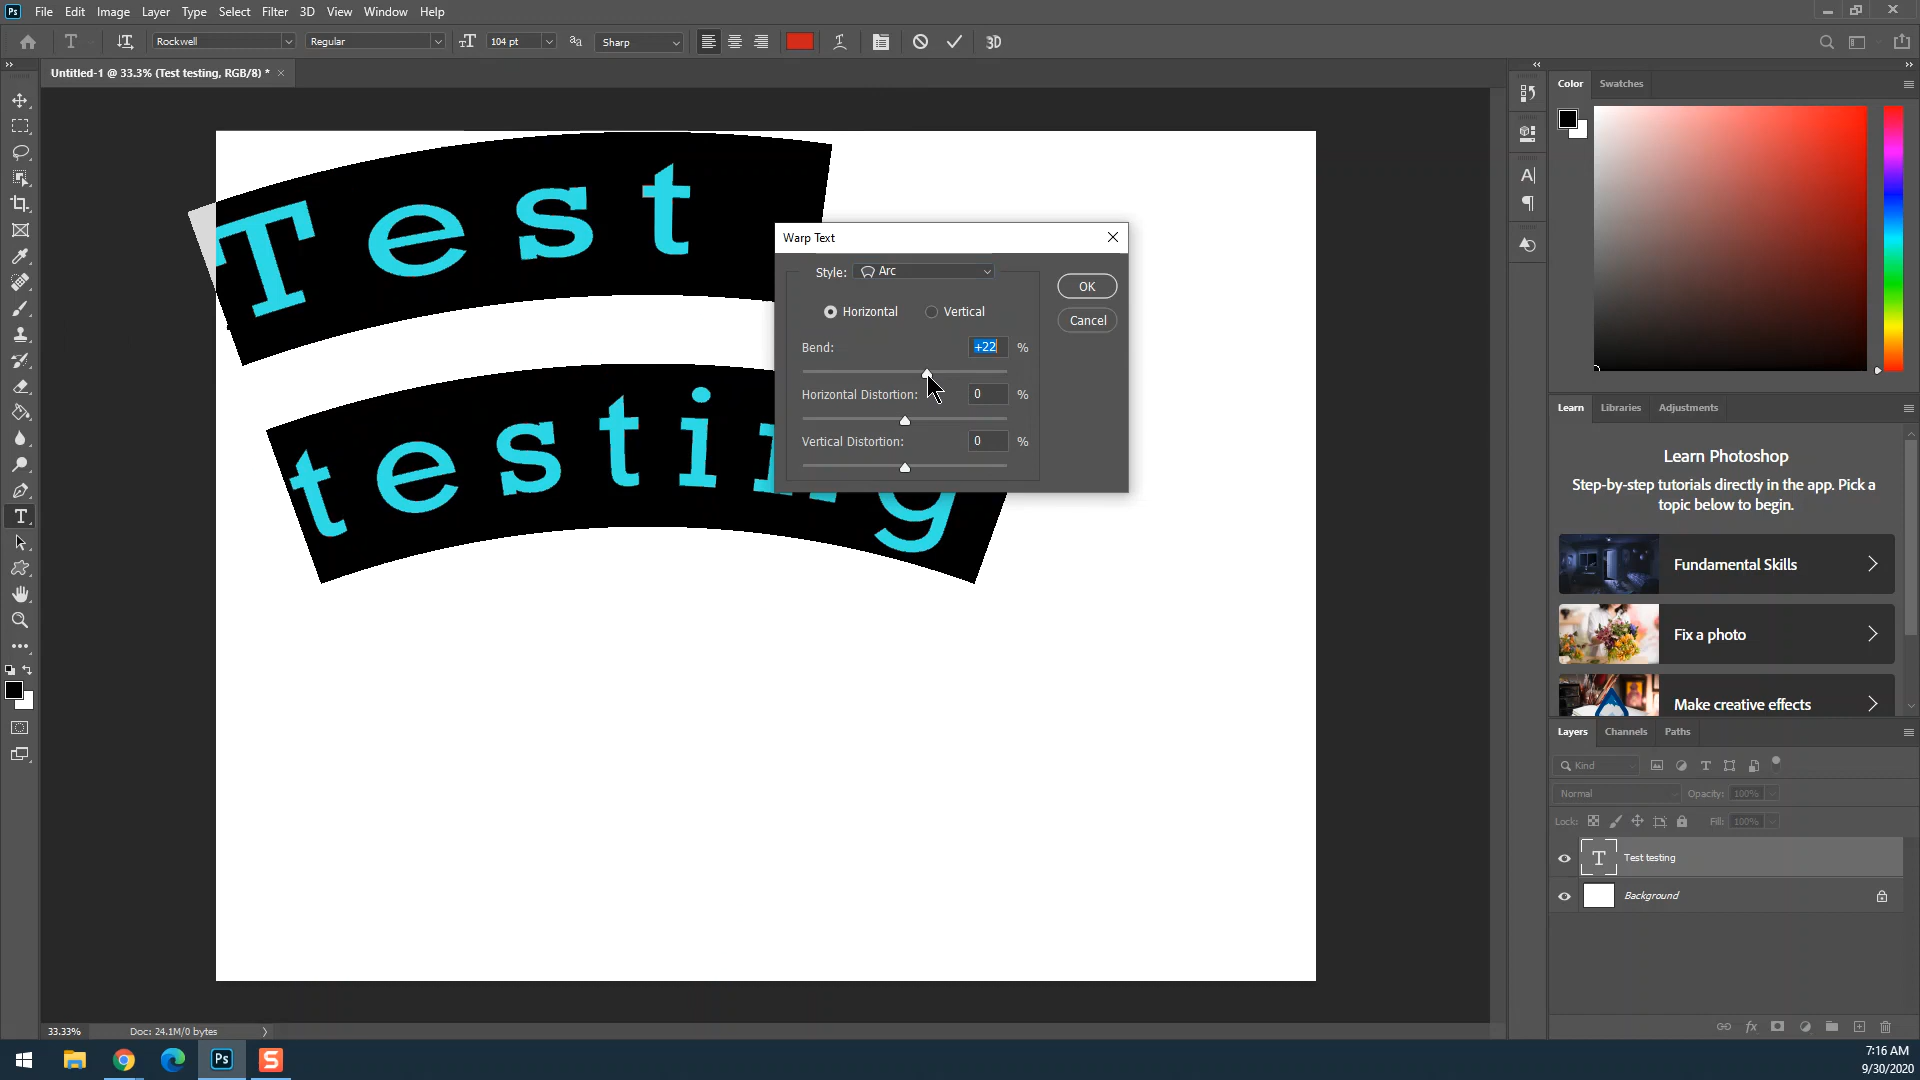 Ps File Edit Image Layer Type Select Filter 3D View Window Help
T Rockwell Regular 104 pt Sharp 3D
Untitled-1 @ 33.3% (Test testing, RGB/8) *
Color Swatches
Test
testing
Warp Text
Style: Arc
OK
Horizontal Vertical
Cancel
Bend: +22 %
Horizontal Distortion: 0 %
Vertical Distortion: 0 %
Learn Libraries Adjustments
Learn Photoshop
Step-by-step tutorials directly in the app. Pick a
topic below to begin.
Fundamental Skills
Fix a photo
Make creative effects
Layers Channels Paths
Kind
Normal Opacity: 100%
Lock: Fill: 100%
T Test testing
Background
33.33% Doc: 24.1M/0 bytes
Ps S
7:16 AM
9/30/2020